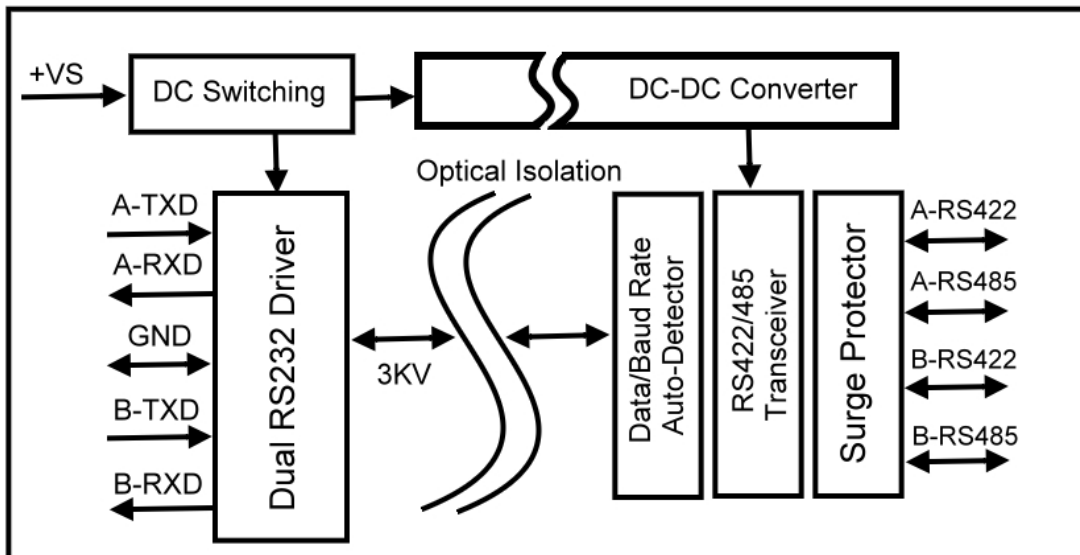 +VS
DC Switching
DC-DC Converter
Optical Isolation
A-TXD
A-RXD
GND
B-TXD
B-RXD
Dual RS232 Driver
3KV
Data/Baud Rate
Auto-Detector
RS422/485
Transceiver
Surge Protector
A-RS422
A-RS485
B-RS422
B-RS485